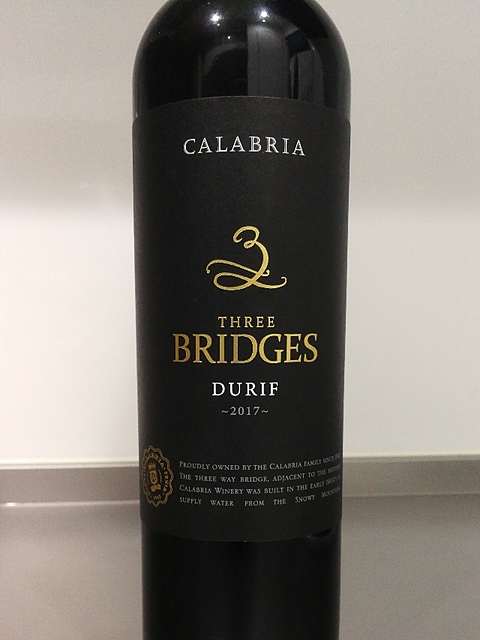 CALABRIA
3
THREE
BRIDGES
DURIF
~2017~
PROUDLY OWNED BY THE CALABRIA FAMILY SINCE
THE THREE WAY BRIDGE, ADJACENT TO THE
CALABRIA WINERY WAS BUILT IN THE EARLY
SUPPLY WATER FROM THE SNOWY